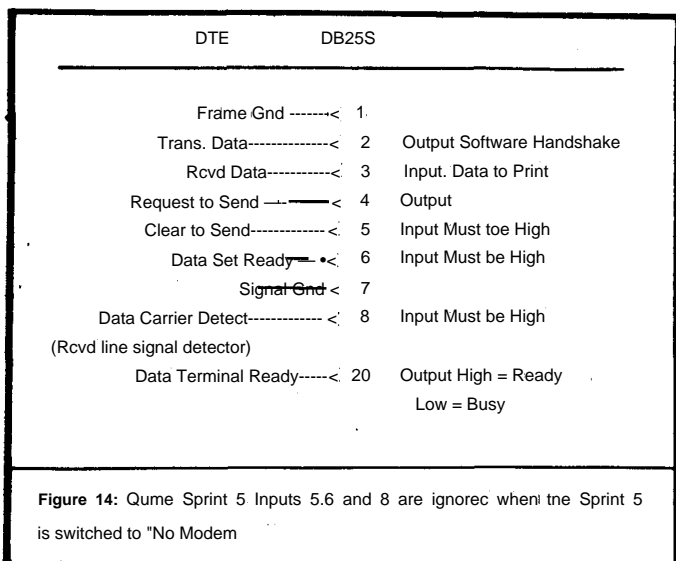 DTE DB25S
Frame Gnd -------< 1
Trans. Data---------------< 2 Output Software Handshake
Rcvd Data-----------< 3 Input. Data to Print
Request to Send ------- < 4 Output
Clear to Send------------- < 5 Input Must toe High
Data Set Ready— •< 6 Input Must be High
Signal Gnd < 7
Data Carrier Detect------------- < 8 Input Must be High
(Rcvd line signal detector)
Data Terminal Ready-----< 20 Output High = Ready
Low = Busy
Figure 14: Qume Sprint 5 Inputs 5.6 and 8 are ignorec when tne Sprint 5
is switched to "No Modem